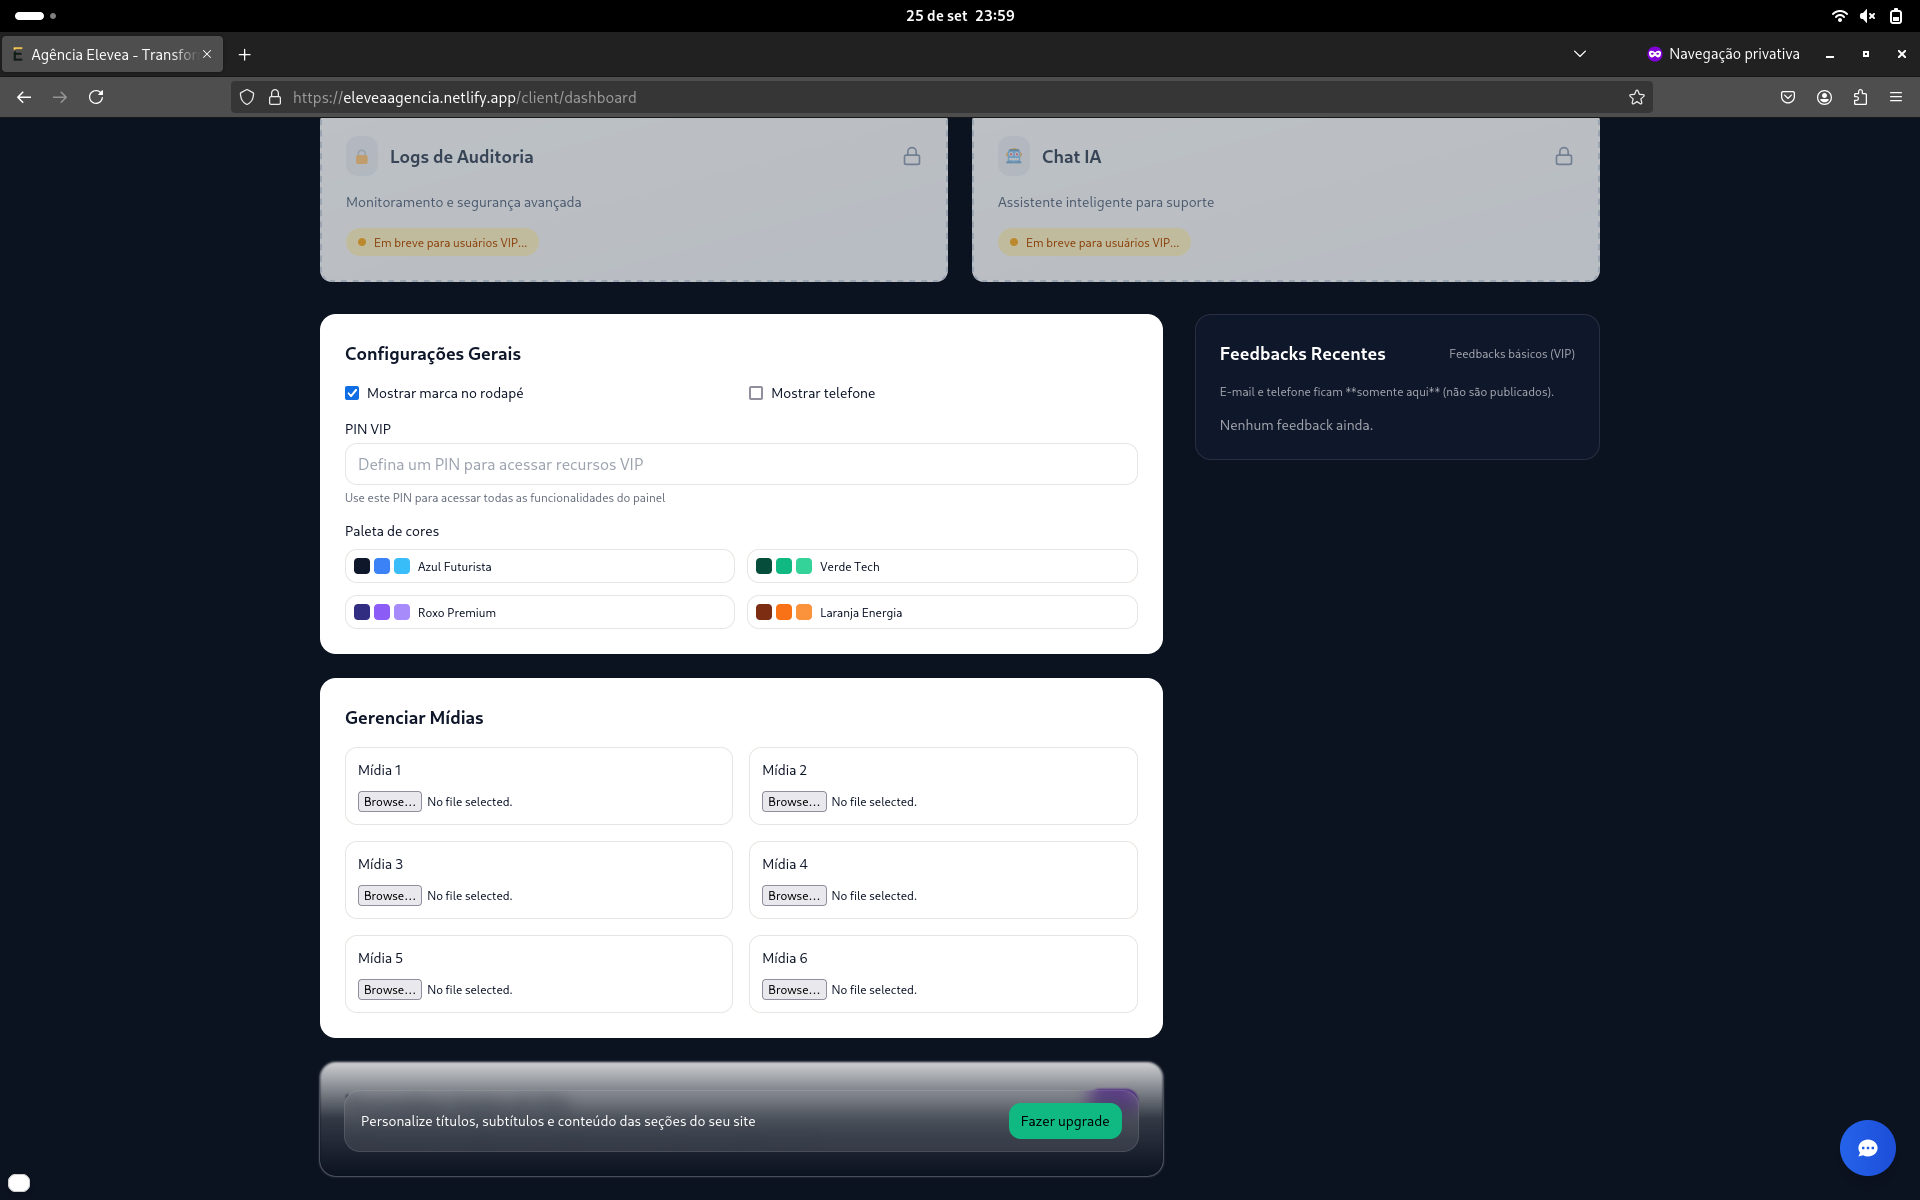 25 de set 23:59
Agência Elevea - Transfor
Navegação privativa
https://eleveaagencia.netlify.app/client/dashboard
Logs de Auditoria
Monitoramento e segurança avançada
Em breve para usuários VIP...
Chat IA
Assistente inteligente para suporte
Em breve para usuários VIP...
Configurações Gerais
Mostrar marca no rodapé
Mostrar telefone
PIN VIP
Defina um PIN para acessar recursos VIP
Use este PIN para acessar todas as funcionalidades do painel
Paleta de cores
Azul Futurista
Verde Tech
Roxo Premium
Laranja Energia
Feedbacks Recentes
Feedbacks básicos (VIP)
E-mail e telefone ficam **somente aqui** (não são publicados).
Nenhum feedback ainda.
Gerenciar Mídias
Mídia 1
Browse... No file selected.
Mídia 2
Browse... No file selected.
Mídia 3
Browse... No file selected.
Mídia 4
Browse... No file selected.
Mídia 5
Browse... No file selected.
Mídia 6
Browse... No file selected.
Personalize títulos, subtítulos e conteúdo das seções do seu site
Fazer upgrade